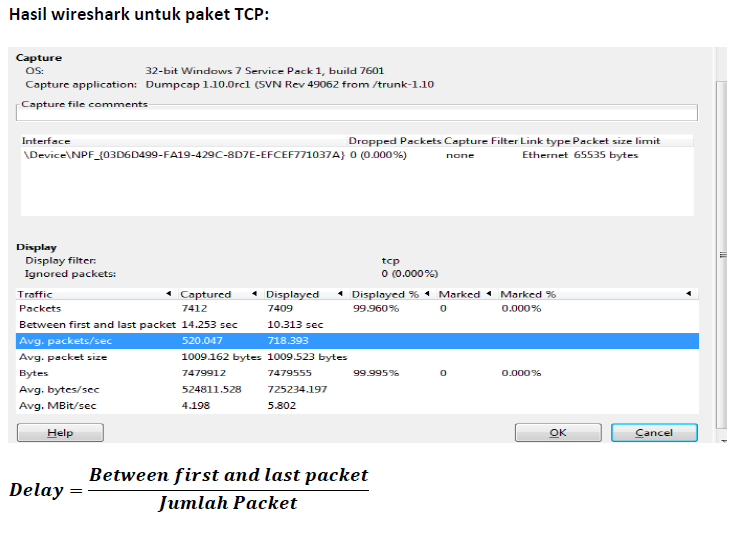 Hasil wireshark untuk paket TCP:
Capture
OS: 32-bit Windows 7 Service Pack 1, build 7601
Capture application: Dumpcap 1.10.0rc1 (SVN Rev 49062 from /trunk-1.10
Capture file comments
Interface Dropped Packets Capture Filter Link type Packet size limit
\Device\NPF_{03D6D499-FA19-429C-8D7E-EFCEF771037A} 0 (0.000%) none Ethernet 65535 bytes
Display
Display filter: tcp
Ignored packets: 0 (0.000%)
Traffic Captured Displayed Displayed % Marked Marked %
Packets 7412 7409 99.960% 0 0.000%
Between first and last packet 14.253 sec 10.313 sec
Avg. packets/sec 520.047 718.393
Avg. packet size 1009.162 bytes 1009.523 bytes
Bytes 7479912 7479555 99.995% 0 0.000%
Avg. bytes/sec 524811.528 725234.197
Avg. MBit/sec 4.198 5.802
Help OK Cancel
Delay = Between first and last packet
Jumlah Packet